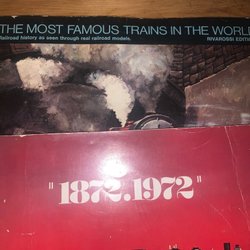 THE MOST FAMOUS TRAINS IN THE WORLD
Railroad history as seen through real railroad models.
RIVAROSSI EDITI
"1872.1972"